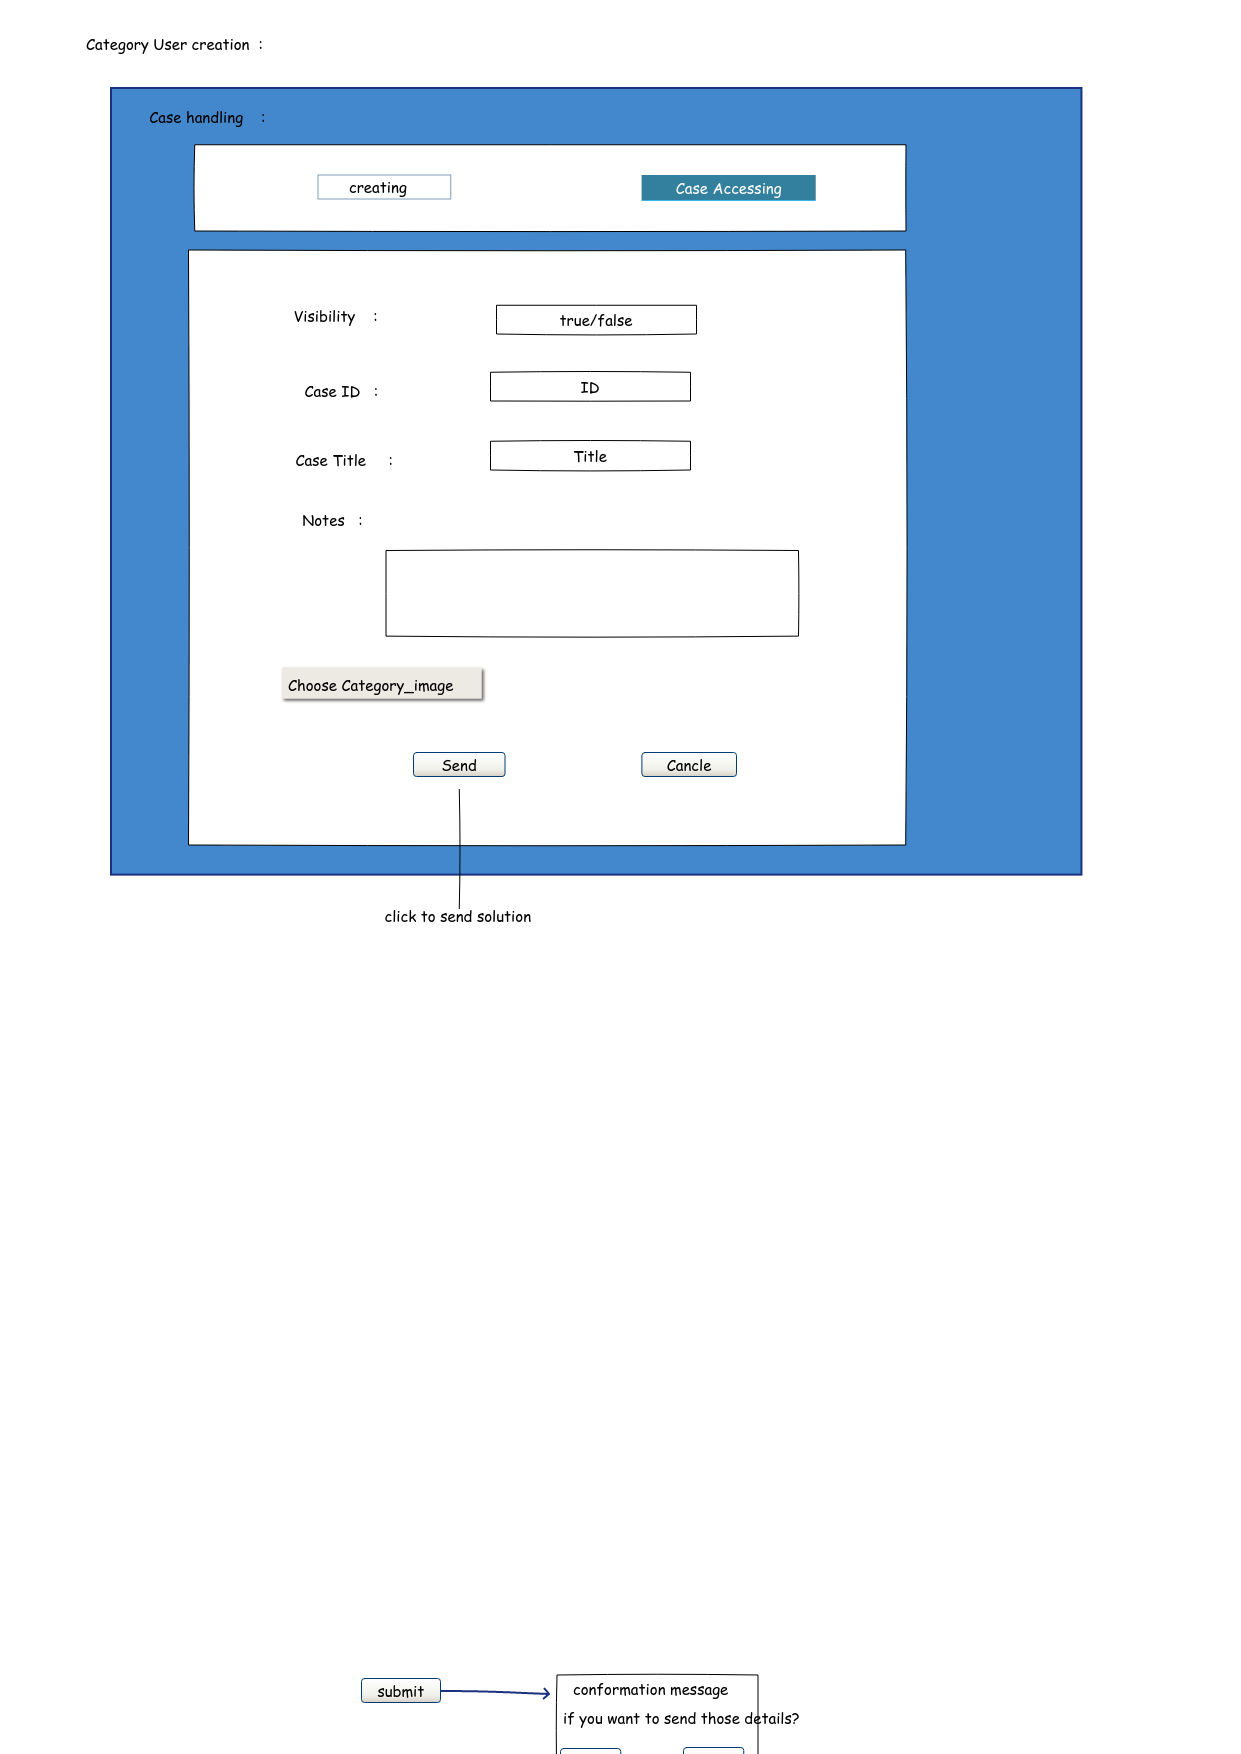 Category User creation :
Case handling :
creating
Case Accessing
Visibility :
true/false
Case ID :
ID
Case Title :
Title
Notes :
Choose Category_image
Send
Cancle
click to send solution
submit
conformation message
if you want to send those details?